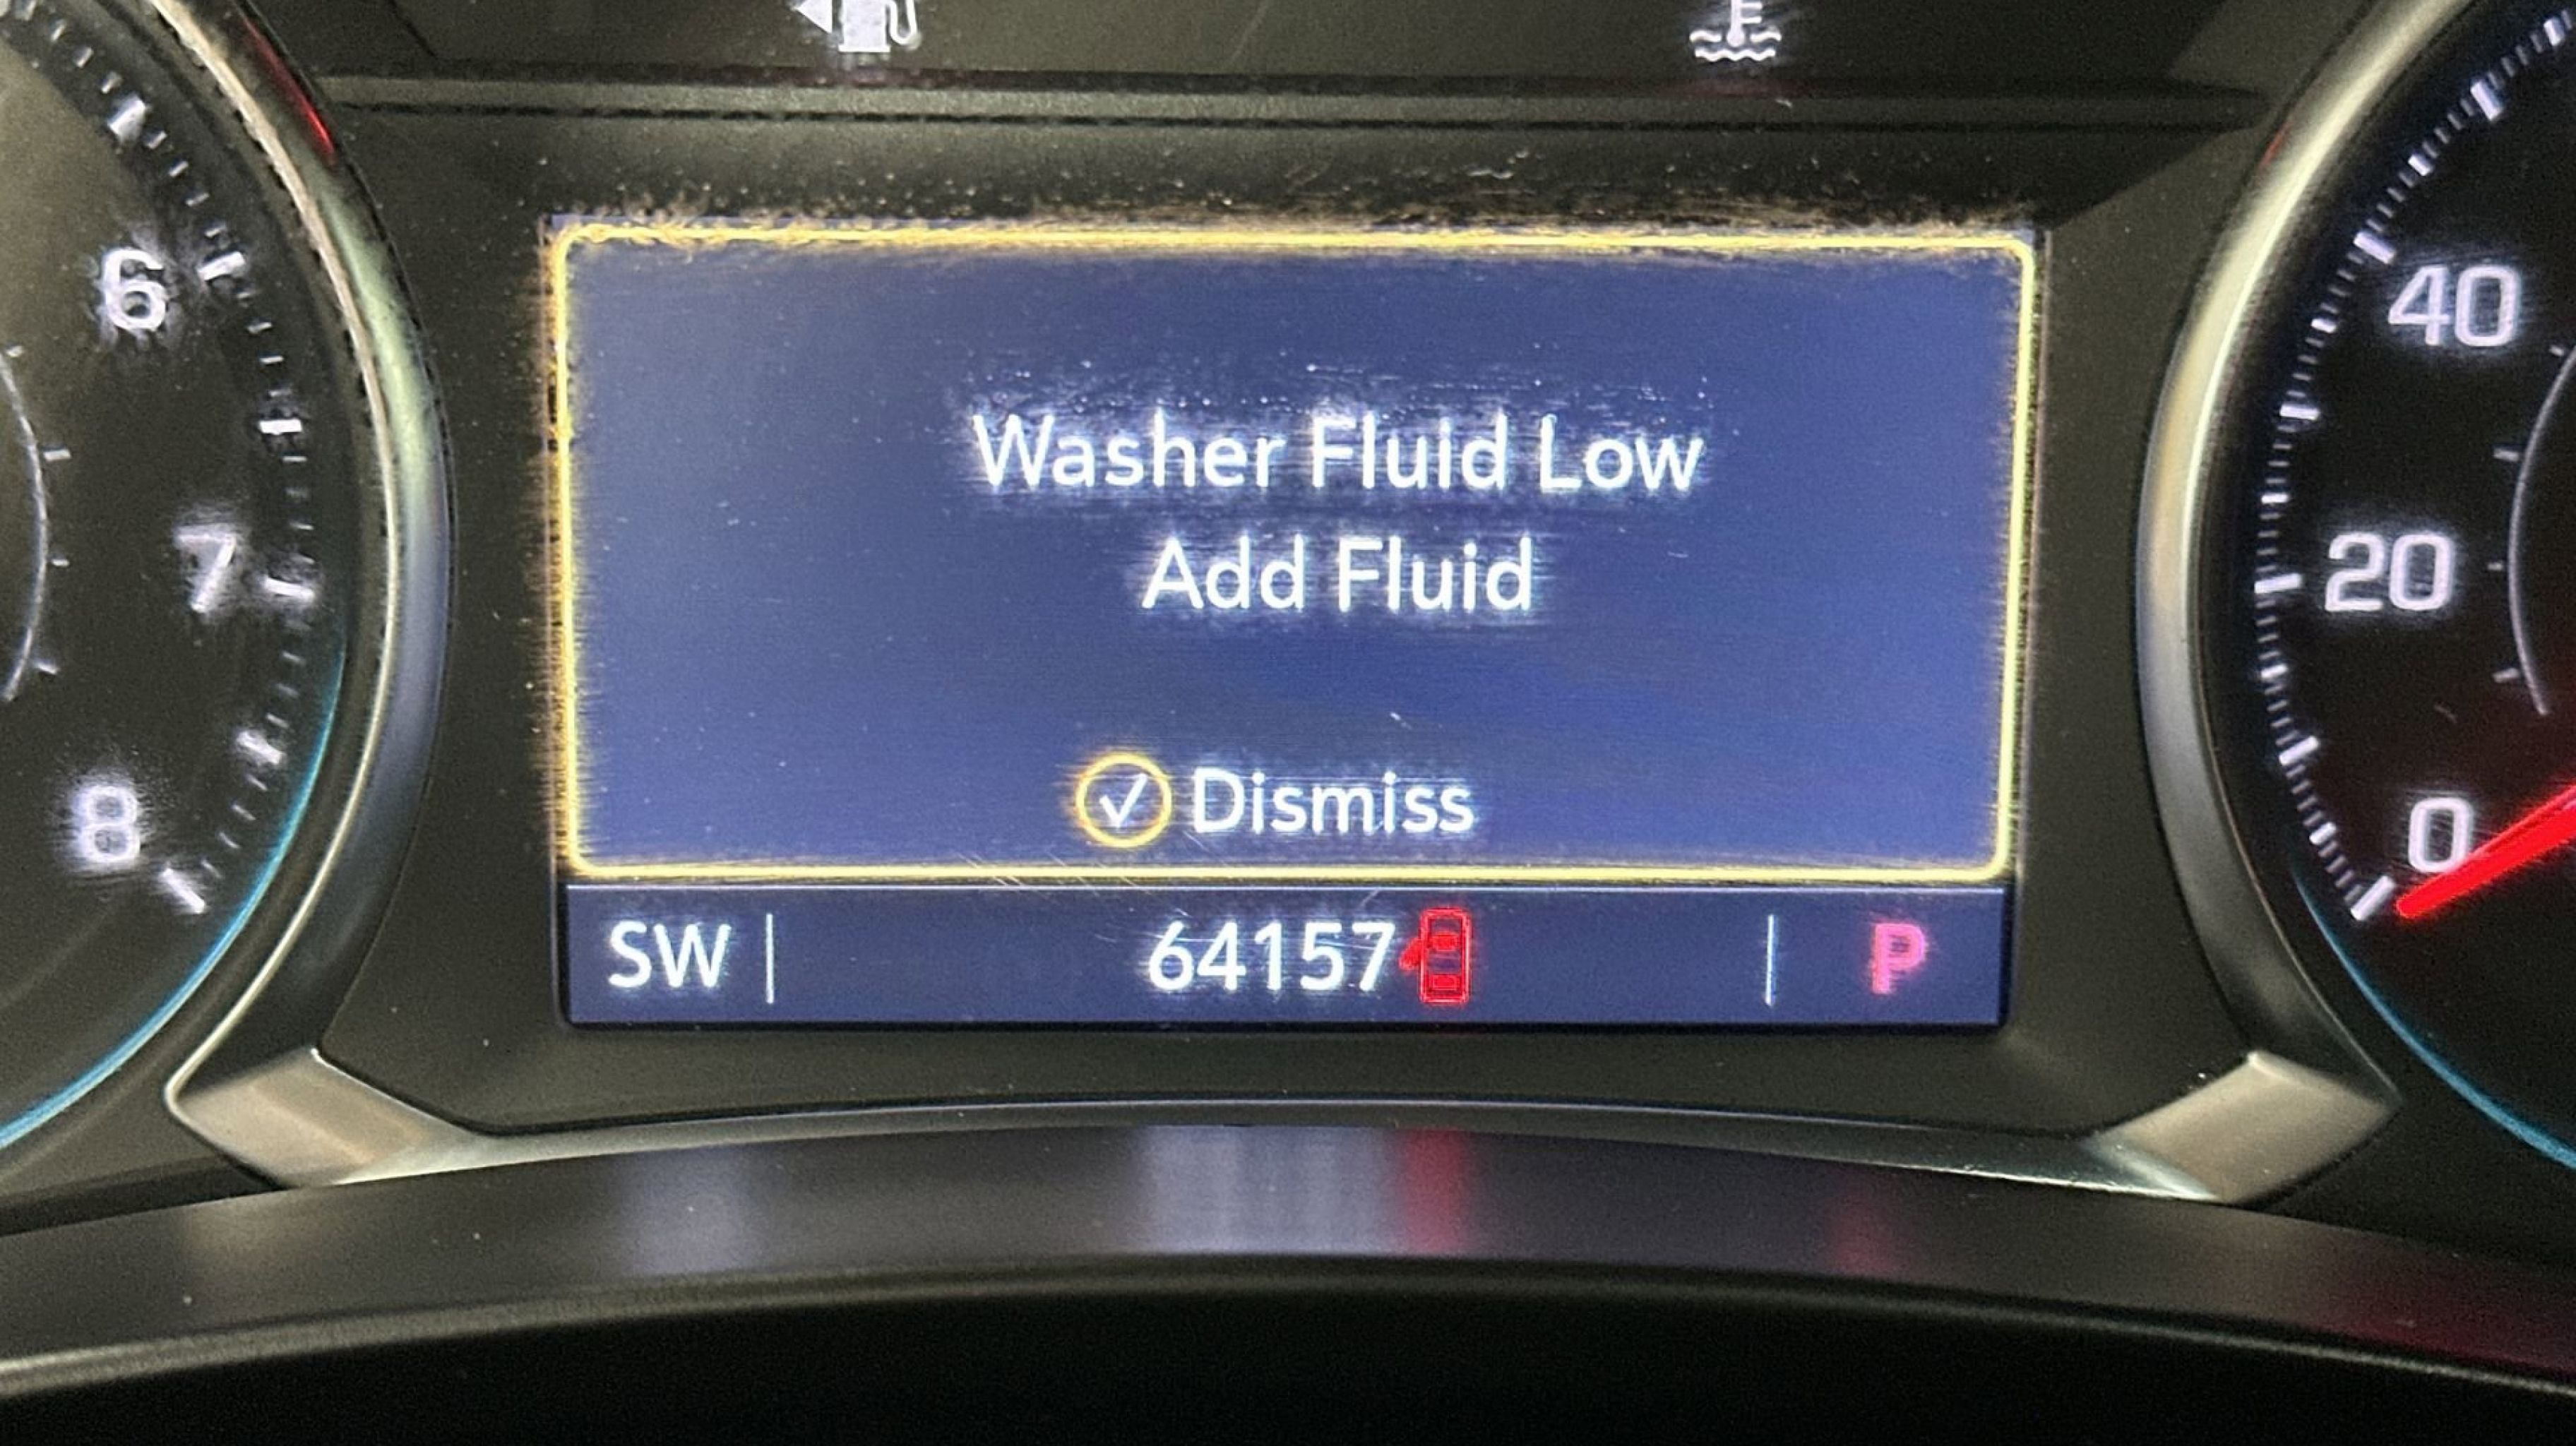 6
7
8
Washer Fluid Low
Add Fluid
Dismiss
SW
64157
P
40
20
0